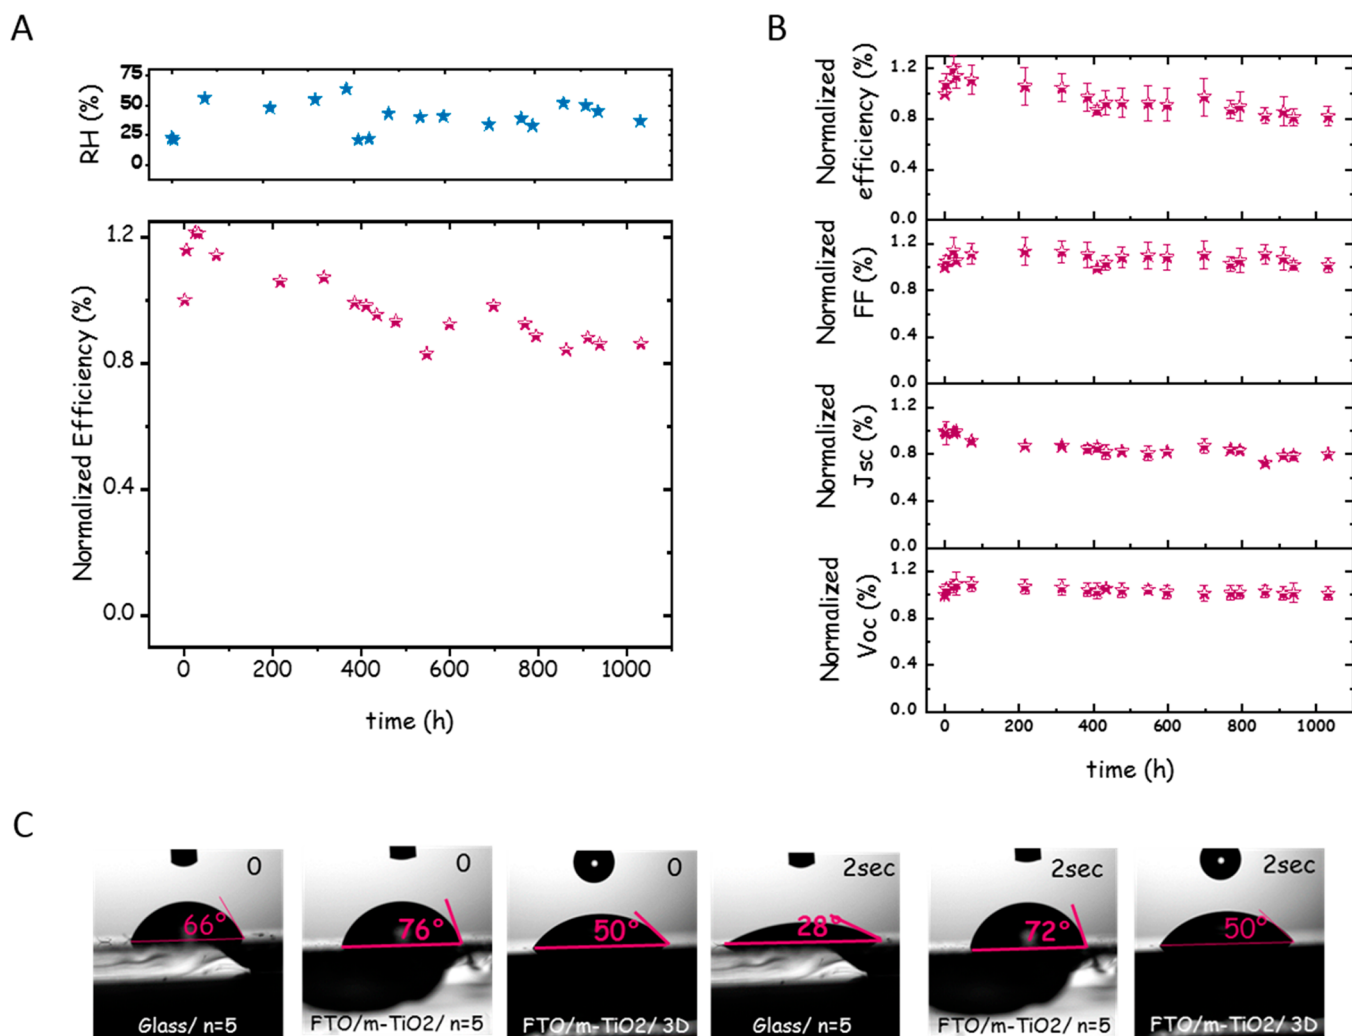 A
RH (%)
75
50
25
0
Normalized Efficiency (%)
1.2
0.8
0.4
0.0
0 200 400 600 800 1000
time (h)
B
Normalized
efficiency (%)
1.2
0.8
0.4
0.0
Normalized
FF (%)
1.2
0.8
0.4
0.0
Normalized
Jsc (%)
1.2
0.8
0.4
0.0
Normalized
Voc (%)
1.2
0.8
0.4
0.0
0 200 400 600 800 1000
time (h)
C
0
66°
Glass/ n=5
0
76°
FTO/m-TiO2/ n=5
0
50°
FTO/m-TiO2/ 3D
2sec
28°
Glass/ n=5
2sec
72°
FTO/m-TiO2/ n=5
2sec
50°
FTO/m-TiO2/ 3D